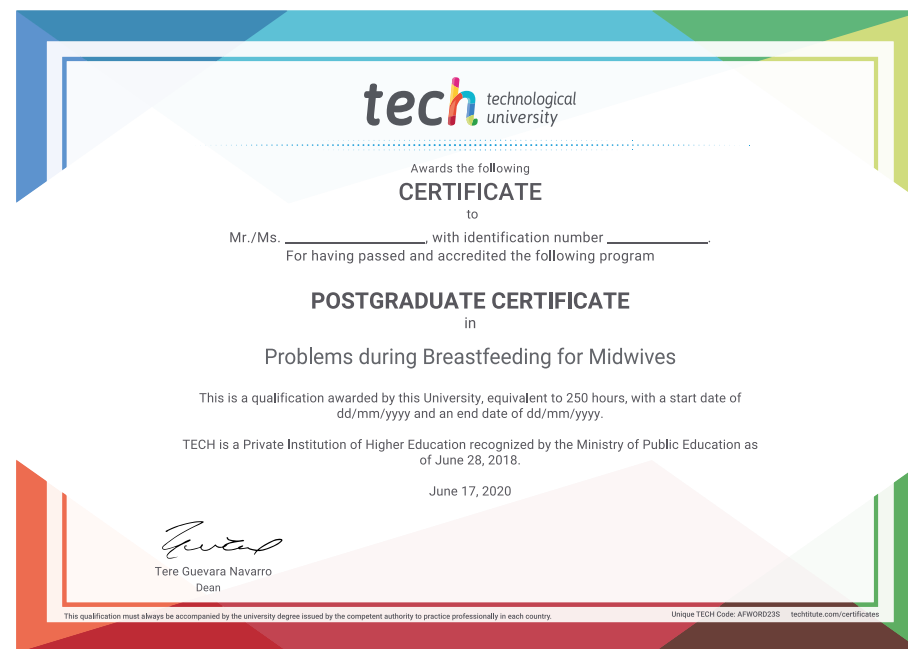 tech technological
university
Awards the following
CERTIFICATE
to
Mr./Ms. ____________________, with identification number ______________.
For having passed and accredited the following program
POSTGRADUATE CERTIFICATE
in
Problems during Breastfeeding for Midwives
This is a qualification awarded by this University, equivalent to 250 hours, with a start date of
dd/mm/yyyy and an end date of dd/mm/yyyy.
TECH is a Private Institution of Higher Education recognized by the Ministry of Public Education as
of June 28, 2018.
June 17, 2020
Tere Guevara Navarro
Dean
This qualification must always be accompanied by the university degree issued by the competent authority to practice professionally in each country.
Unique TECH Code: AFWORD23S techtitute.com/certificates